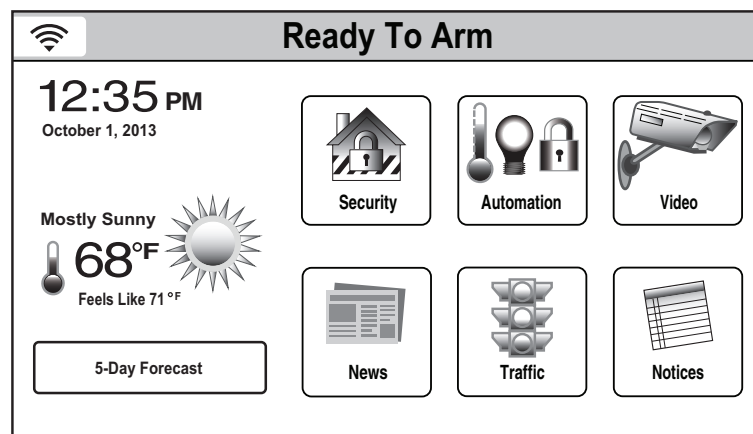 Ready To Arm
12:35 PM
October 1, 2013
Mostly Sunny
68°F
Feels Like 71°F
5-Day Forecast
Security
Automation
Video
News
Traffic
Notices